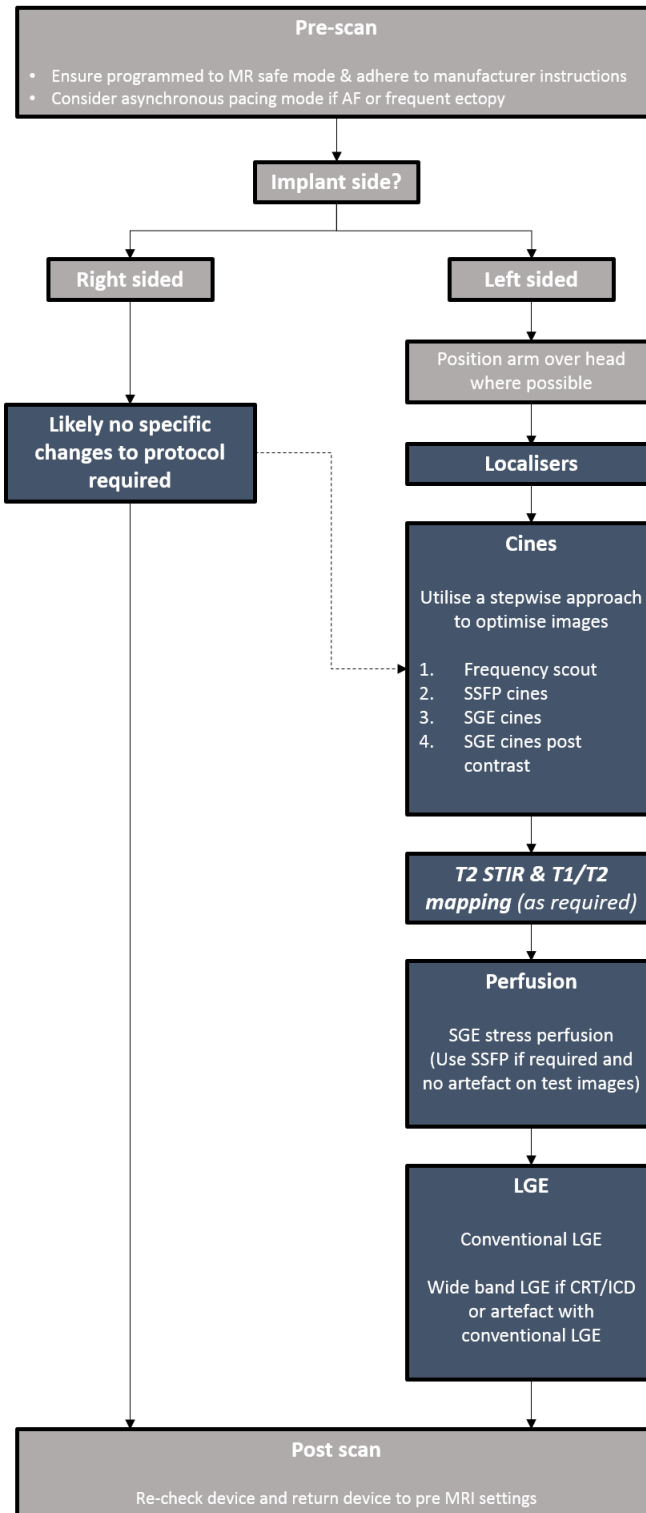 Pre-scan
• Ensure programmed to MR safe mode & adhere to manufacturer instructions
• Consider asynchronous pacing mode if AF or frequent ectopy
Implant side?
Right sided
Left sided
Position arm over head
where possible
Likely no specific
changes to protocol
required
Localisers
Cines
Utilise a stepwise approach
to optimise images
1. Frequency scout
2. SSFP cines
3. SGE cines
4. SGE cines post
contrast
T2 STIR & T1/T2
mapping (as required)
Perfusion
SGE stress perfusion
(Use SSFP if required and
no artefact on test images)
LGE
Conventional LGE
Wide band LGE if CRT/ICD
or artefact with
conventional LGE
Post scan
Re-check device and return device to pre MRI settings